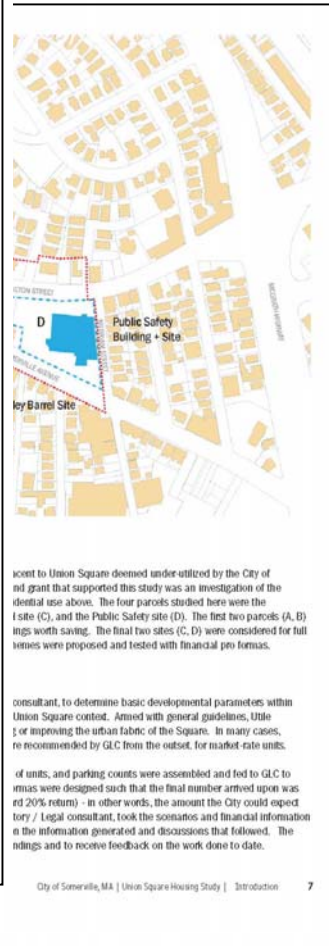 GTON STREET
D
Public Safety
Building + Site
MCGRATH HIGHWAY
ERVILLE AVENUE
ley Barrel Site
acent to Union Square deemed under-utilized by the City of
nd grant that supported this study was an investigation of the
idential use above. The four parcels studied here were the
l site (C), and the Public Safety site (D). The first two parcels (A, B)
ings worth saving. The final two sites (C, D) were considered for full
hemes were proposed and tested with financial pro formas.
consultant, to determine basic developmental parameters within
Union Square context. Armed with general guidelines, Utile
g or improving the urban fabric of the Square. In many cases,
re recommended by GLC from the outset, for market-rate units.
of units, and parking counts were assembled and fed to GLC to
ormas were designed such that the final number arrived upon was
rd 20% return) - in other words, the amount the City could expect
tory / Legal consultant, took the scenarios and financial information
n the information generated and discussions that followed. The
ndings and to receive feedback on the work done to date.
City of Somerville, MA | Union Square Housing Study | Introduction 7